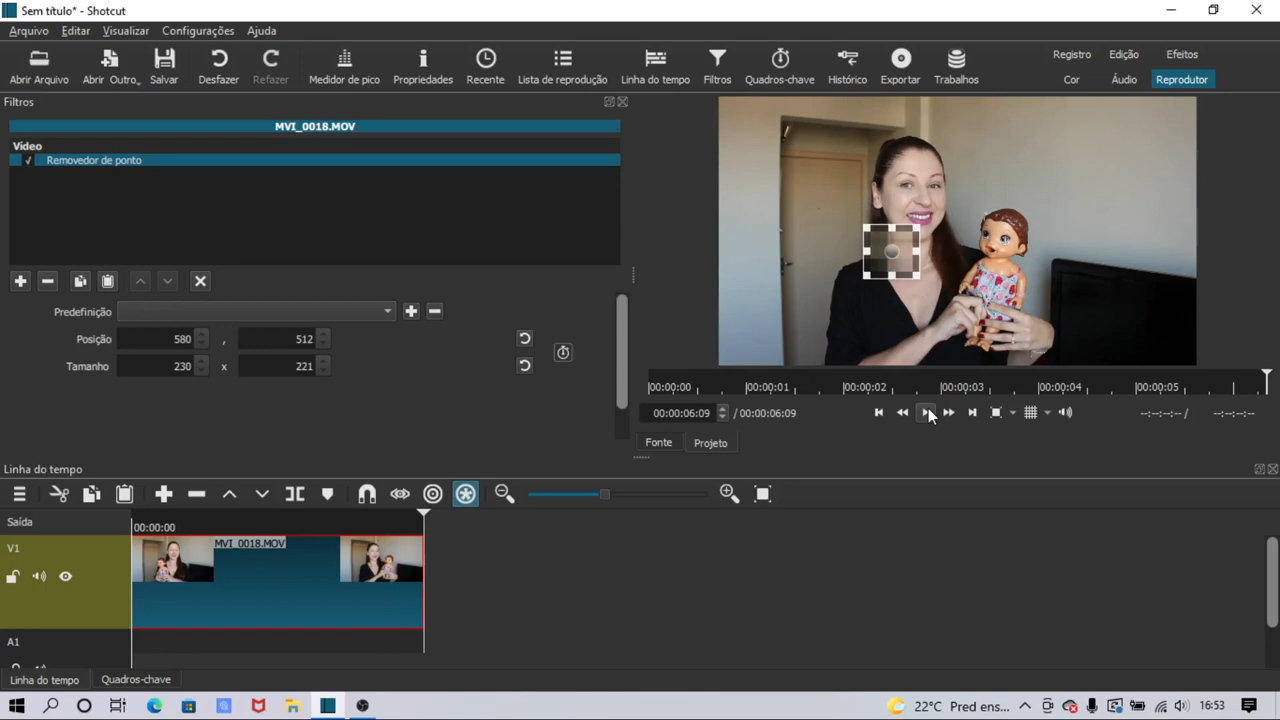 Sem título* - Shotcut
Arquivo Editar Visualizar Configurações Ajuda
Abrir Arquivo Abrir Outro... Salvar Desfazer Refazer Medidor de pico Propriedades Recente Lista de reprodução Linha do tempo Filtros Quadros-chave Histórico Exportar Trabalhos
Registro Edição Efeitos
Cor Áudio Reprodutor
Filtros
MVI_0018.MOV
Vídeo
Removedor de ponto
Predefinição
Posição 580 , 512
Tamanho 230 x 221
00:00:00 00:00:01 00:00:02 00:00:03 00:00:04 00:00:05
00:00:06:09 / 00:00:06:09 --:--:--:-- / --:--:--:--
Fonte Projeto
Linha do tempo
Saída
00:00:00
V1
MVI_0018.MOV
A1
Linha do tempo Quadros-chave
22°C Pred ens... 16:53